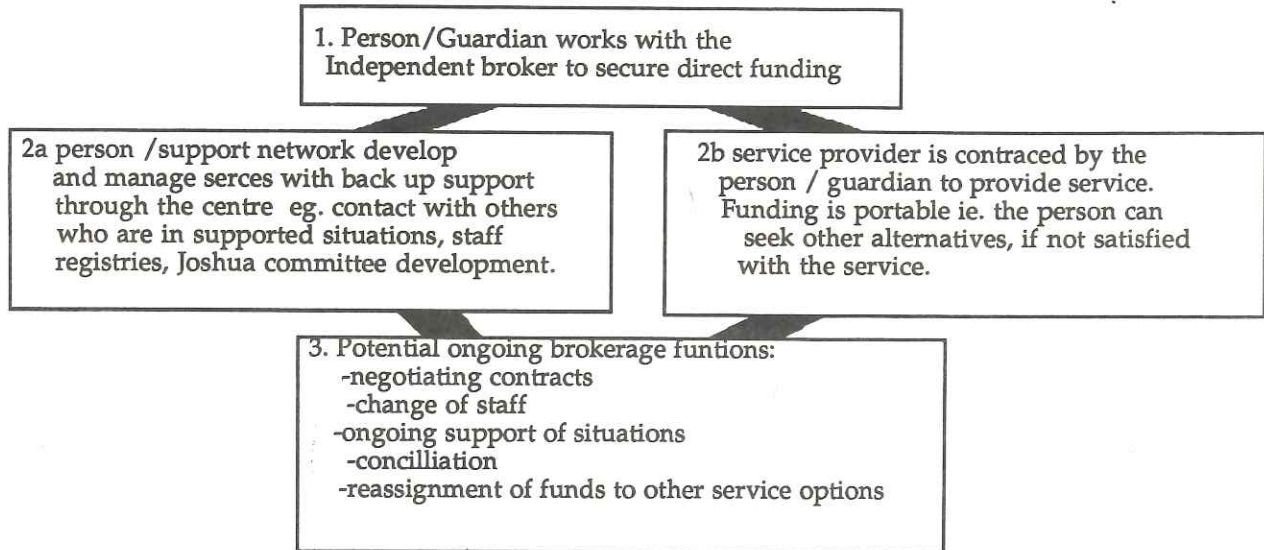 1. Person/Guardian works with the
Independent broker to secure direct funding
2a person /support network develop
and manage serces with back up support
through the centre eg. contact with others
who are in supported situations, staff
registries, Joshua committee development.
2b service provider is contraced by the
person / guardian to provide service.
Funding is portable ie. the person can
seek other alternatives, if not satisfied
with the service.
3. Potential ongoing brokerage funtions:
-negotiating contracts
-change of staff
-ongoing support of situations
-concilliation
-reassignment of funds to other service options